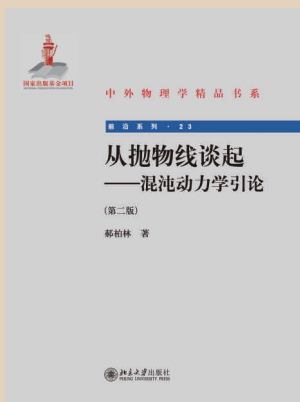 国家出版基金项目
中外物理学精品书系
前沿系列·23
从抛物线谈起
——混沌动力学引论
(第二版)
郝柏林 著
北京大学出版社
PEKING UNIVERSITY PRESS